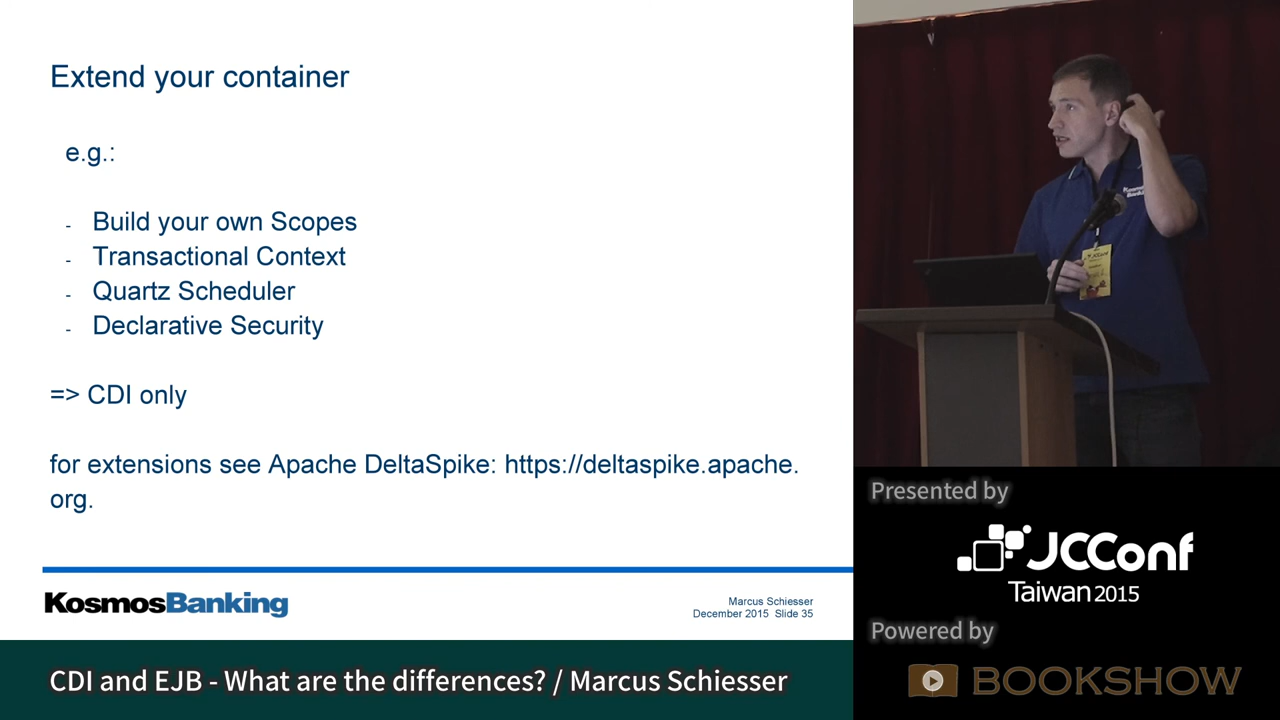 Extend your container
e.g.:
- Build your own Scopes
- Transactional Context
- Quartz Scheduler
- Declarative Security
=> CDI only
for extensions see Apache DeltaSpike: https://deltaspike.apache.
org.
KosmosBanking
Marcus Schiesser
December 2015 Slide 35
CDI and EJB - What are the differences? / Marcus Schiesser
Kosmos
JCConf
Presented by
JCConf
Taiwan 2015
Powered by
BOOKSHOW